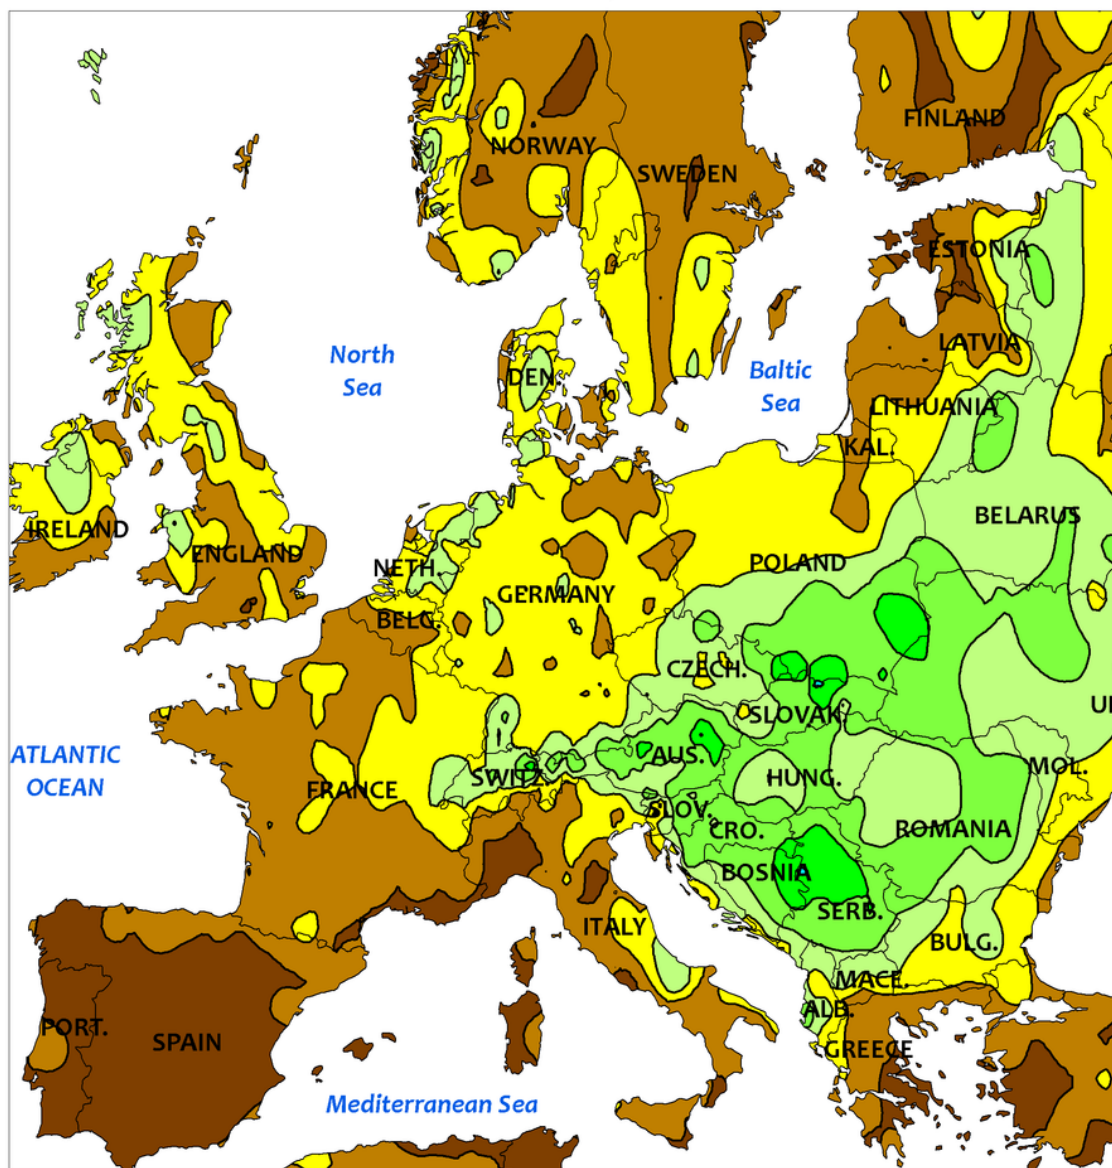 FINLAND
NORWAY
SWEDEN
ESTONIA
North
Sea
LATVIA
Baltic
Sea
DEN.
LITHUANIA
KAL.
BELARUS
IRELAND
ENGLAND
POLAND
NETH.
GERMANY
BELG.
CZECH.
U
SLOVAK.
ATLANTIC
OCEAN
AUS.
MOL.
SWITZ.
HUNG.
FRANCE
SLOV.
CRO.
ROMANIA
BOSNIA
SERB.
ITALY
BULG.
MACE.
ALB.
PORT.
SPAIN
GREECE
Mediterranean Sea